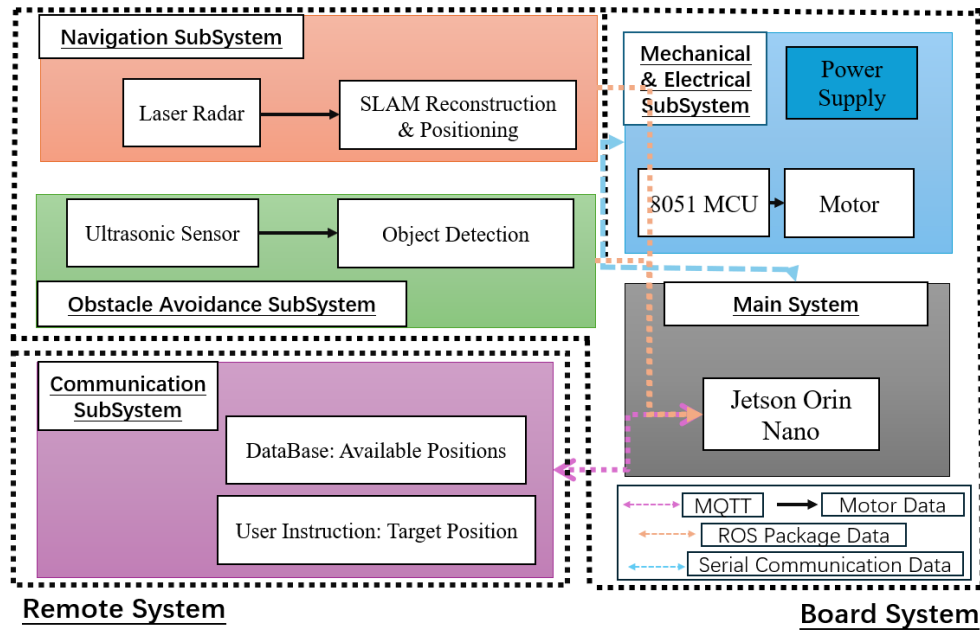 Navigation SubSystem
Laser Radar
SLAM Reconstruction
& Positioning
Mechanical
& Electrical
SubSystem
Power
Supply
8051 MCU
Motor
Ultrasonic Sensor
Object Detection
Obstacle Avoidance SubSystem
Main System
Jetson Orin
Nano
Communication
SubSystem
DataBase: Available Positions
User Instruction: Target Position
MQTT
Motor Data
ROS Package Data
Serial Communication Data
Remote System
Board System